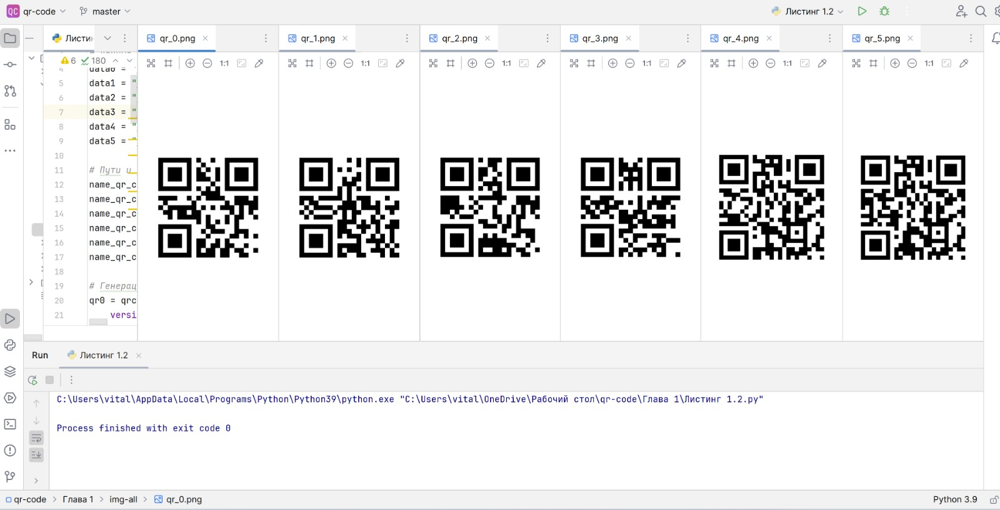 QC qr-code master Листинг 1.2
Листин qr_0.png qr_1.png qr_2.png qr_3.png qr_4.png qr_5.png
6 180
1:1 1:1 1:1 1:1 1:1 1:1
4 data0 =
5 data1 = "
6 data2 = "
7 data3 = "
8 data4 = "
9 data5 = "
10
11 # Пути и
12 name_qr_c
13 name_qr_c
14 name_qr_c
15 name_qr_c
16 name_qr_c
17 name_qr_c
18
19 # Генерац
20 qr0 = qrc
21 versi
Run Листинг 1.2
C:\Users\vital\AppData\Local\Programs\Python\Python39\python.exe "C:\Users\vital\OneDrive\Рабочий стол\qr-code\Глава 1\Листинг 1.2.py"
Process finished with exit code 0
qr-code > Глава 1 > img-all > qr_0.png Python 3.9